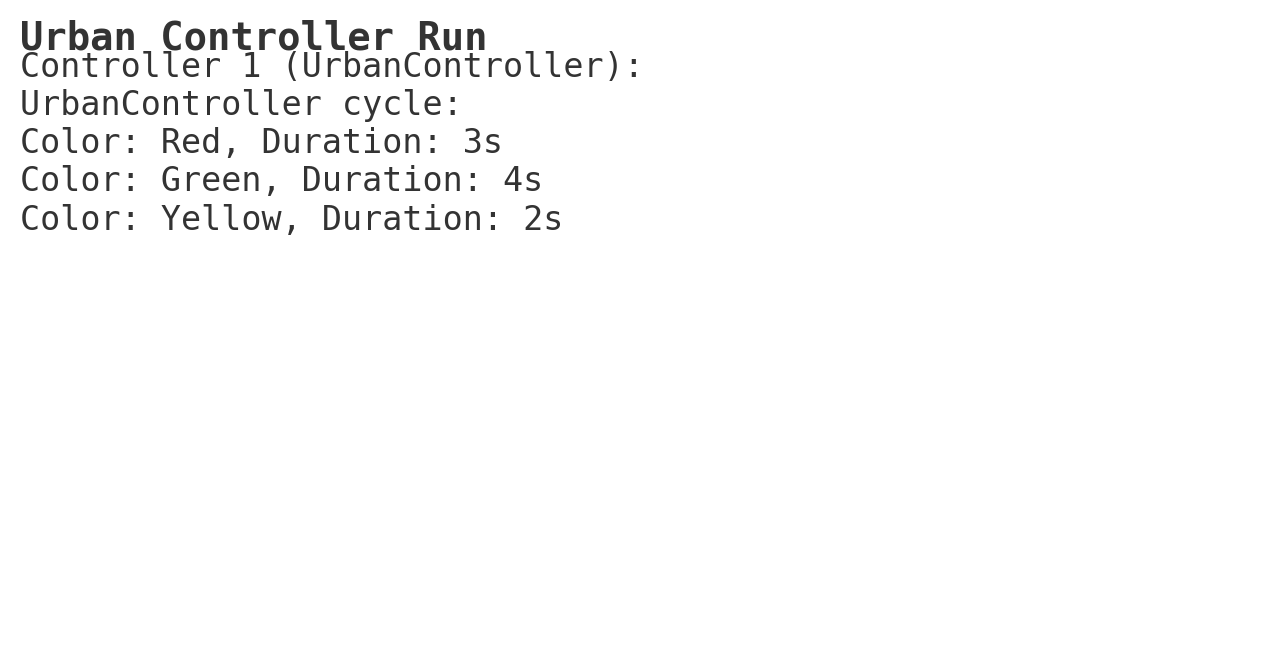 Urban Controller Run
Controller 1 (UrbanController):
UrbanController cycle:
Color: Red, Duration: 3s
Color: Green, Duration: 4s
Color: Yellow, Duration: 2s